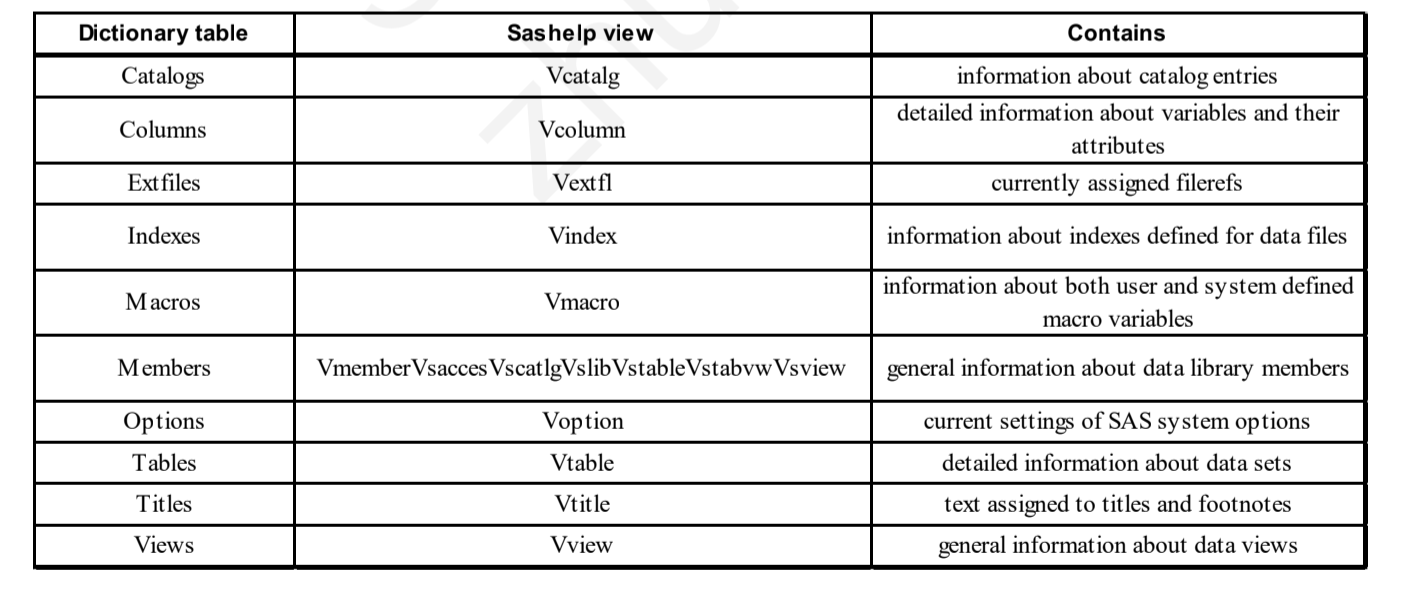 Dictionary table Sashelp view Contains
Catalogs Vcatalg information about catalog entries
Columns Vcolumn detailed information about variables and their
attributes
Extfiles Vextfl currently assigned filerefs
Indexes Vindex information about indexes defined for data files
Macros Vmacro information about both user and system defined
macro variables
Members VmemberVsaccesVscatlgVslibVstableVstabvwVsview general information about data library members
Options Voption current settings of SAS system options
Tables Vtable detailed information about data sets
Titles Vtitle text assigned to titles and footnotes
Views Vview general information about data views